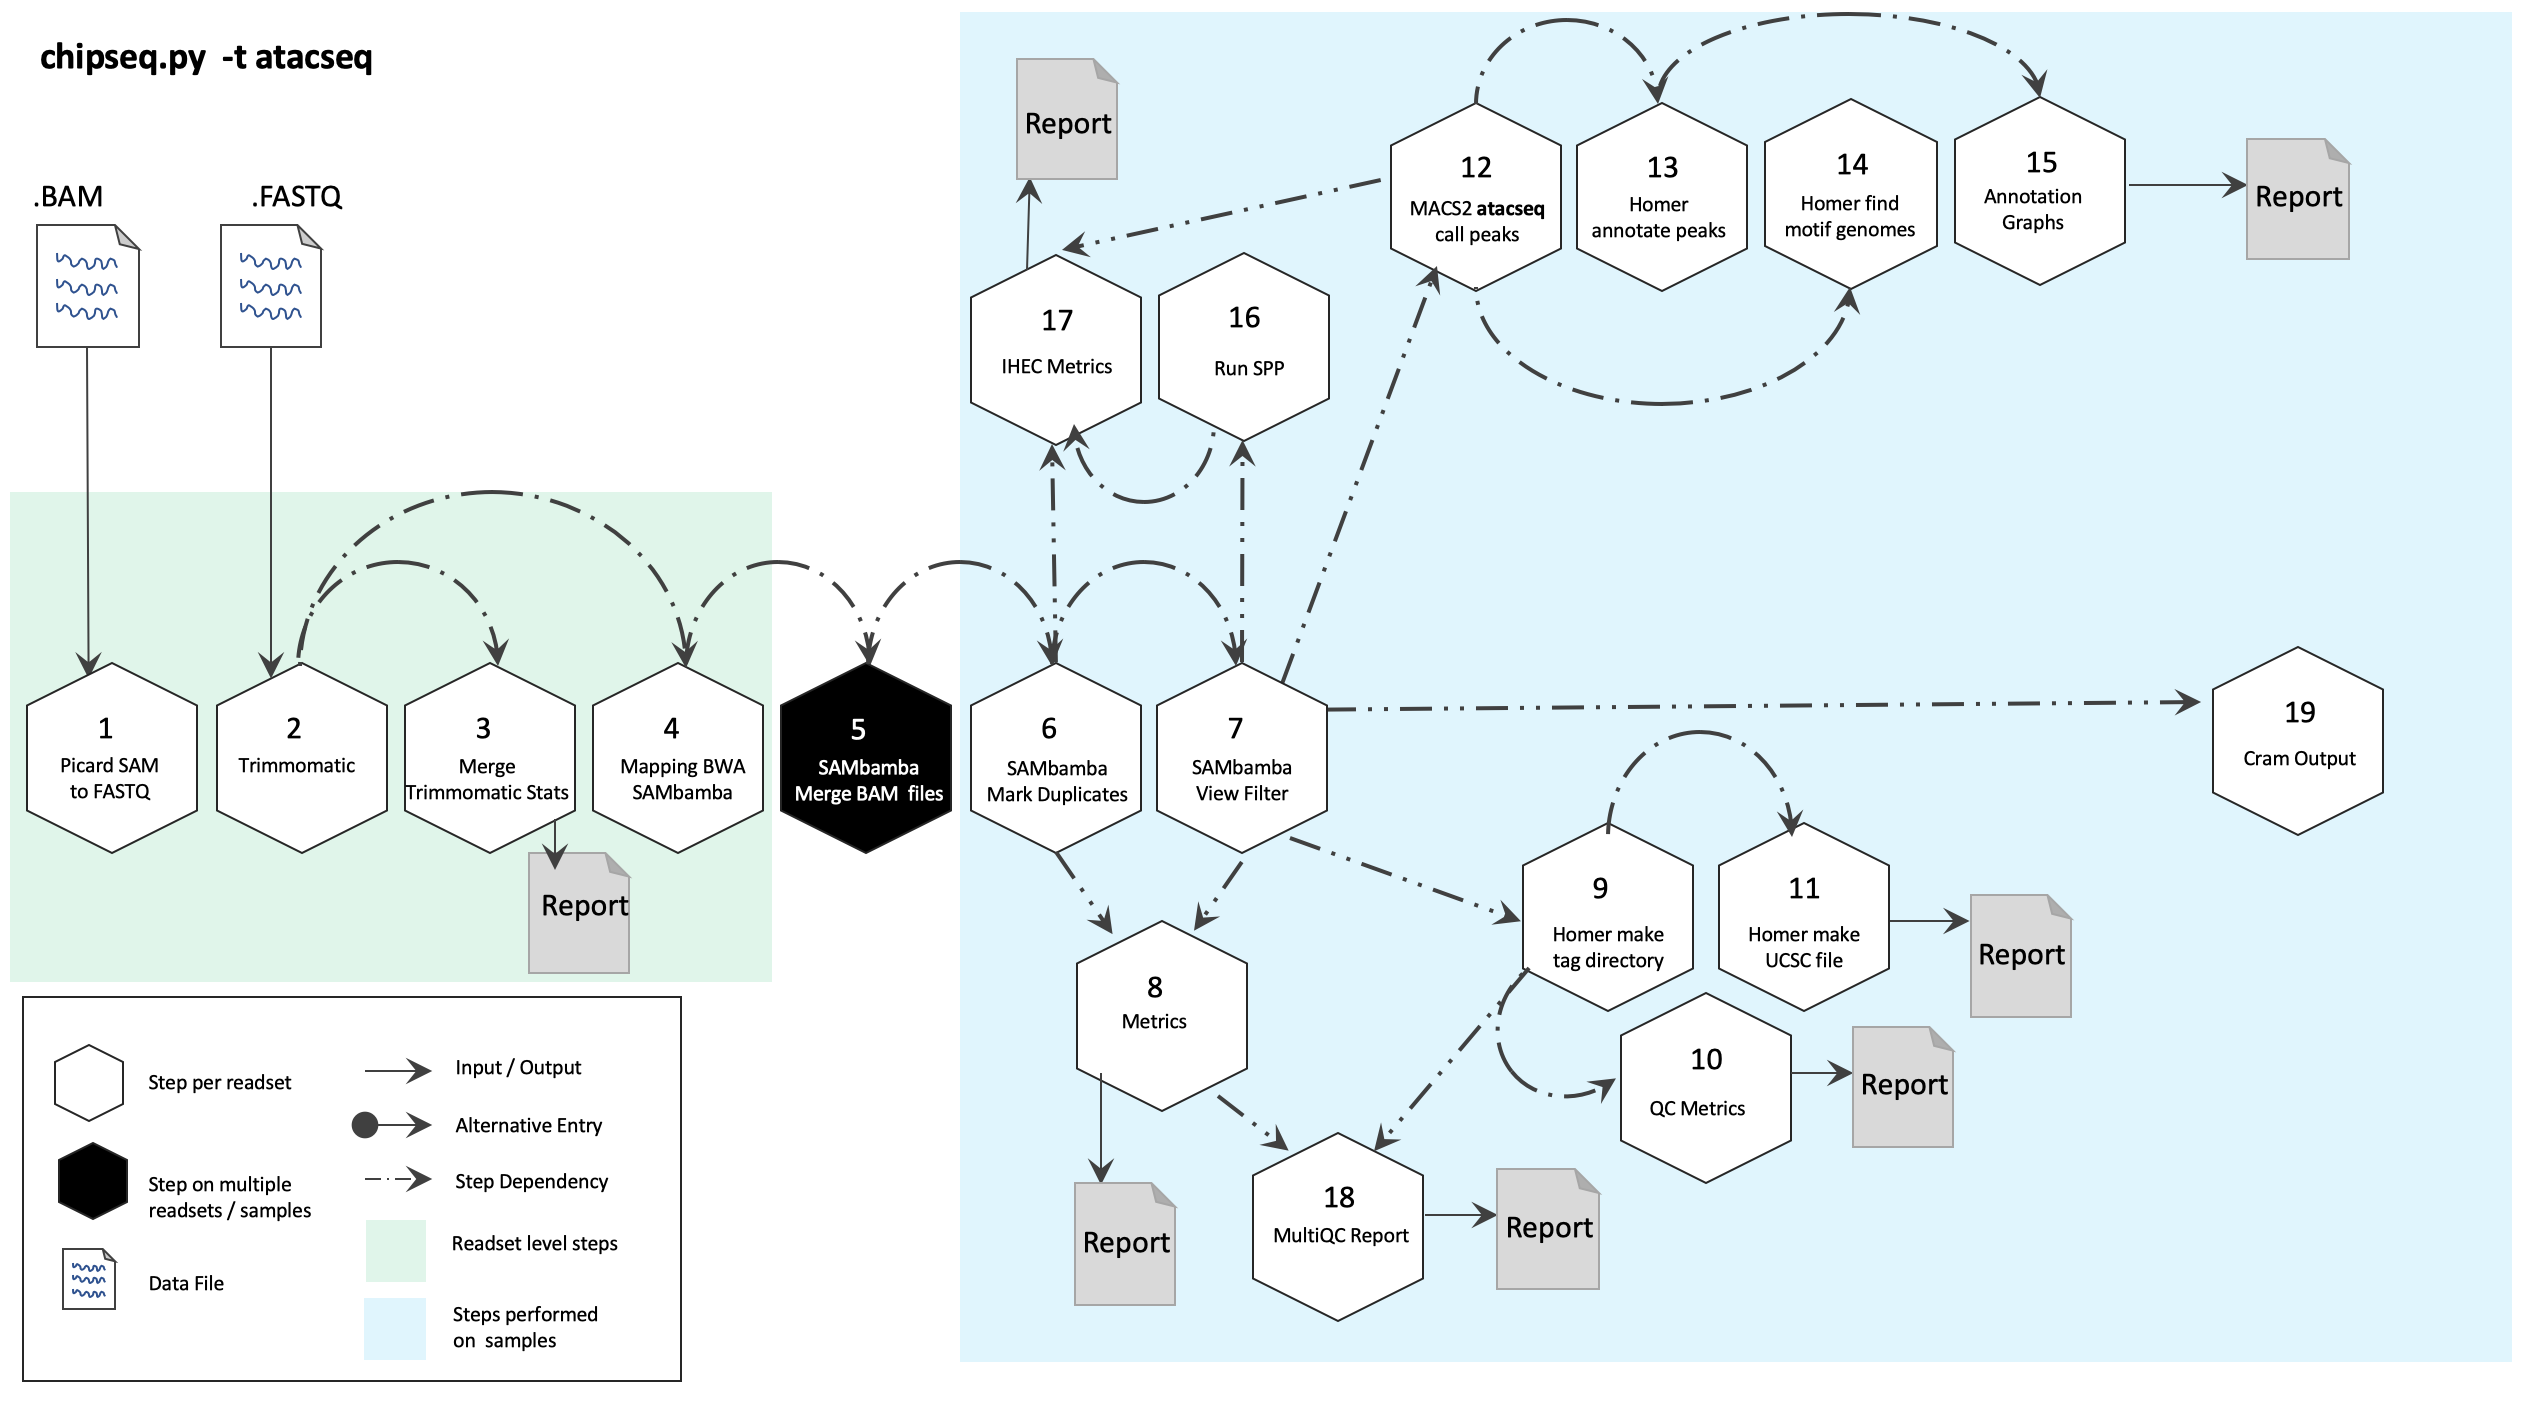 chipseq.py  -t atacseq
.BAM
.FASTQ
1
Picard SAM
to FASTQ
2
Trimmomatic
3
Merge
Trimmomatic Stats
Report
4
Mapping BWA
SAMbamba
5
SAMbamba
Merge BAM  files
6
SAMbamba
Mark Duplicates
7
SAMbamba
View Filter
Report
17
IHEC Metrics
16
Run SPP
12
MACS2 atacseq
call peaks
13
Homer
annotate peaks
14
Homer find
motif genomes
15
Annotation
Graphs
Report
19
Cram Output
9
Homer make
tag directory
11
Homer make
UCSC file
Report
8
Metrics
Report
10
QC Metrics
Report
18
MultiQC Report
Report
Step per readset
Step on multiple
readsets / samples
Data File
Input / Output
Alternative Entry
Step Dependency
Readset level steps
Steps performed
on  samples